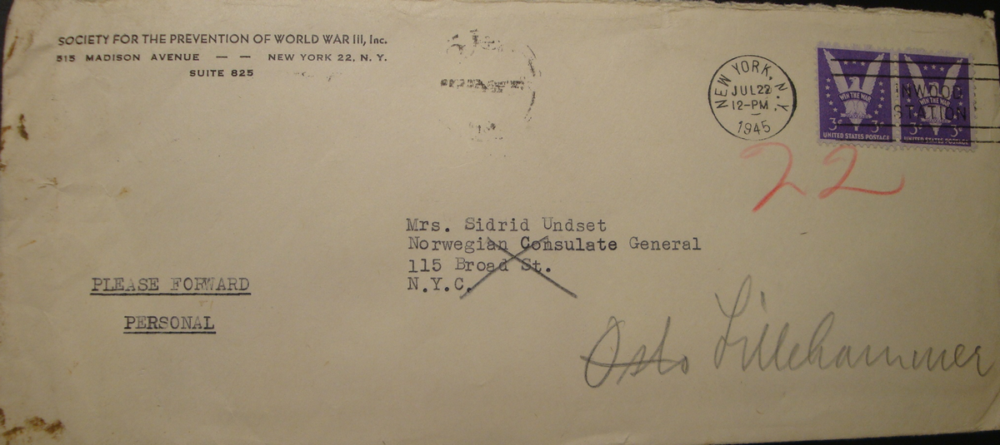 SOCIETY FOR THE PREVENTION OF WORLD WAR III, Inc.
515 MADISON AVENUE — — NEW YORK 22, N. Y.
SUITE 825
NEW YORK, N.Y.
JUL 22
12-PM
1945
INWOOD
STATION
WIN THE WAR
3¢ 3¢
UNITED STATES POSTAGE
WIN THE WAR
3¢ 3¢
UNITED STATES POSTAGE
22
Mrs. Sidrid Undset
Norwegian Consulate General
115 Broad St.
N.Y.C.
PLEASE FORWARD
PERSONAL
Oslo Lillehammer